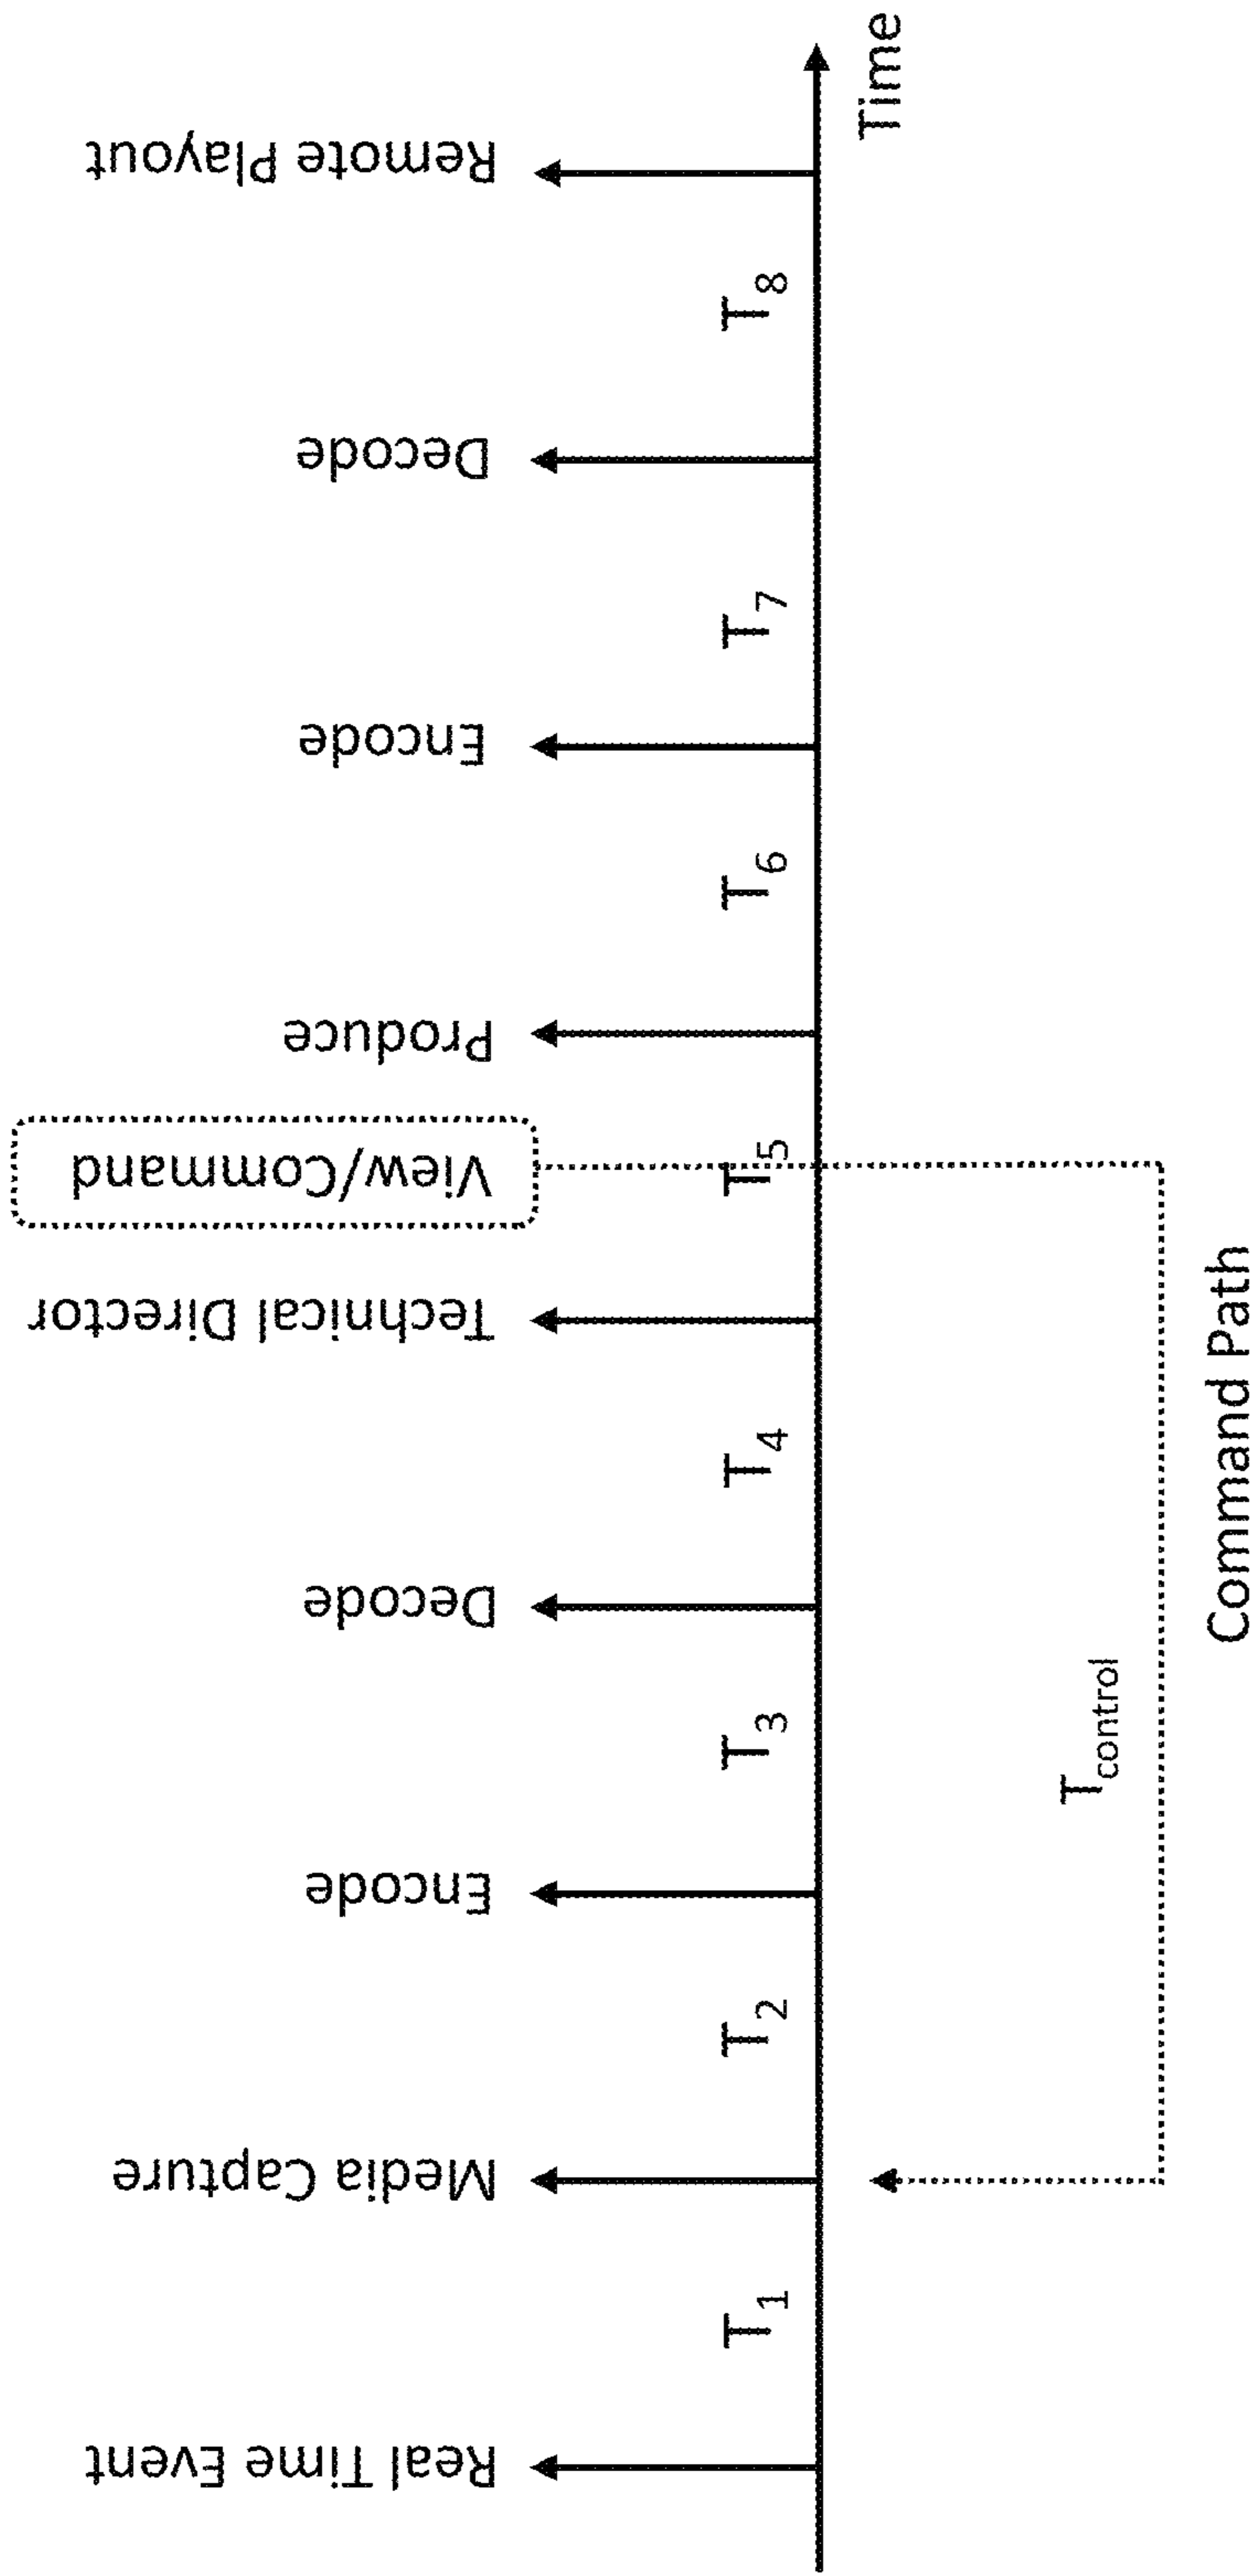 Real Time Event
Media Capture
Encode
Decode
Technical Director
View/Command
Produce
Encode
Decode
Remote Playout
T1
T2
T3
T4
T5
T6
T7
T8
Time
Tcontrol
Command Path